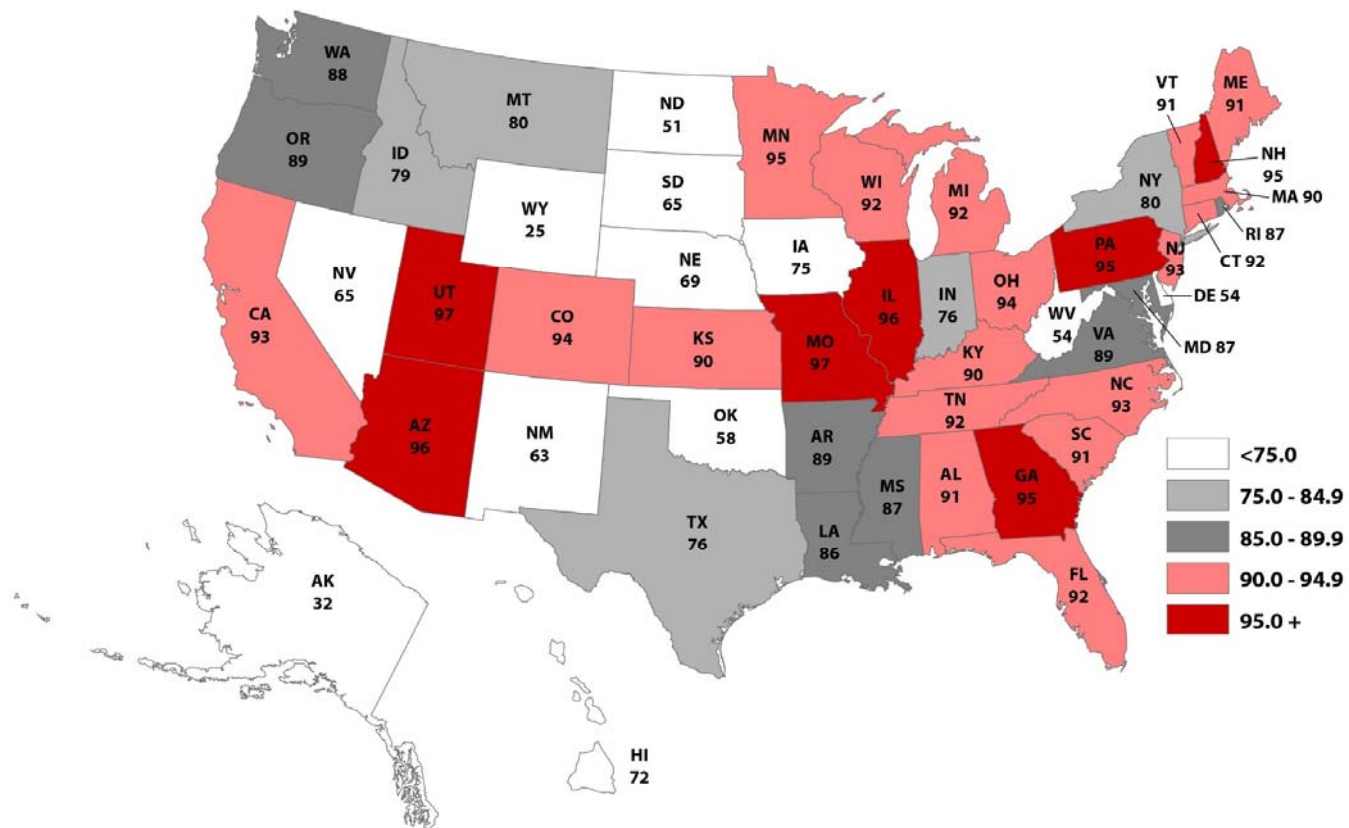 WA
88
OR
89
ID
79
MT
80
ND
51
MN
95
SD
65
WY
25
WI
92
MI
92
VT
91
ME
91
NH
95
NY
80
MA 90
RI 87
CT 92
CA
93
NV
65
UT
97
CO
94
NE
69
IA
75
KS
90
MO
97
IL
96
IN
76
OH
94
PA
95
NJ
93
DE 54
WV
54
MD 87
VA
89
KY
90
AZ
96
NM
63
OK
58
AR
89
TN
92
NC
93
SC
91
TX
76
LA
86
MS
87
AL
91
GA
95
FL
92
AK
32
HI
72
<75.0
75.0 - 84.9
85.0 - 89.9
90.0 - 94.9
95.0 +